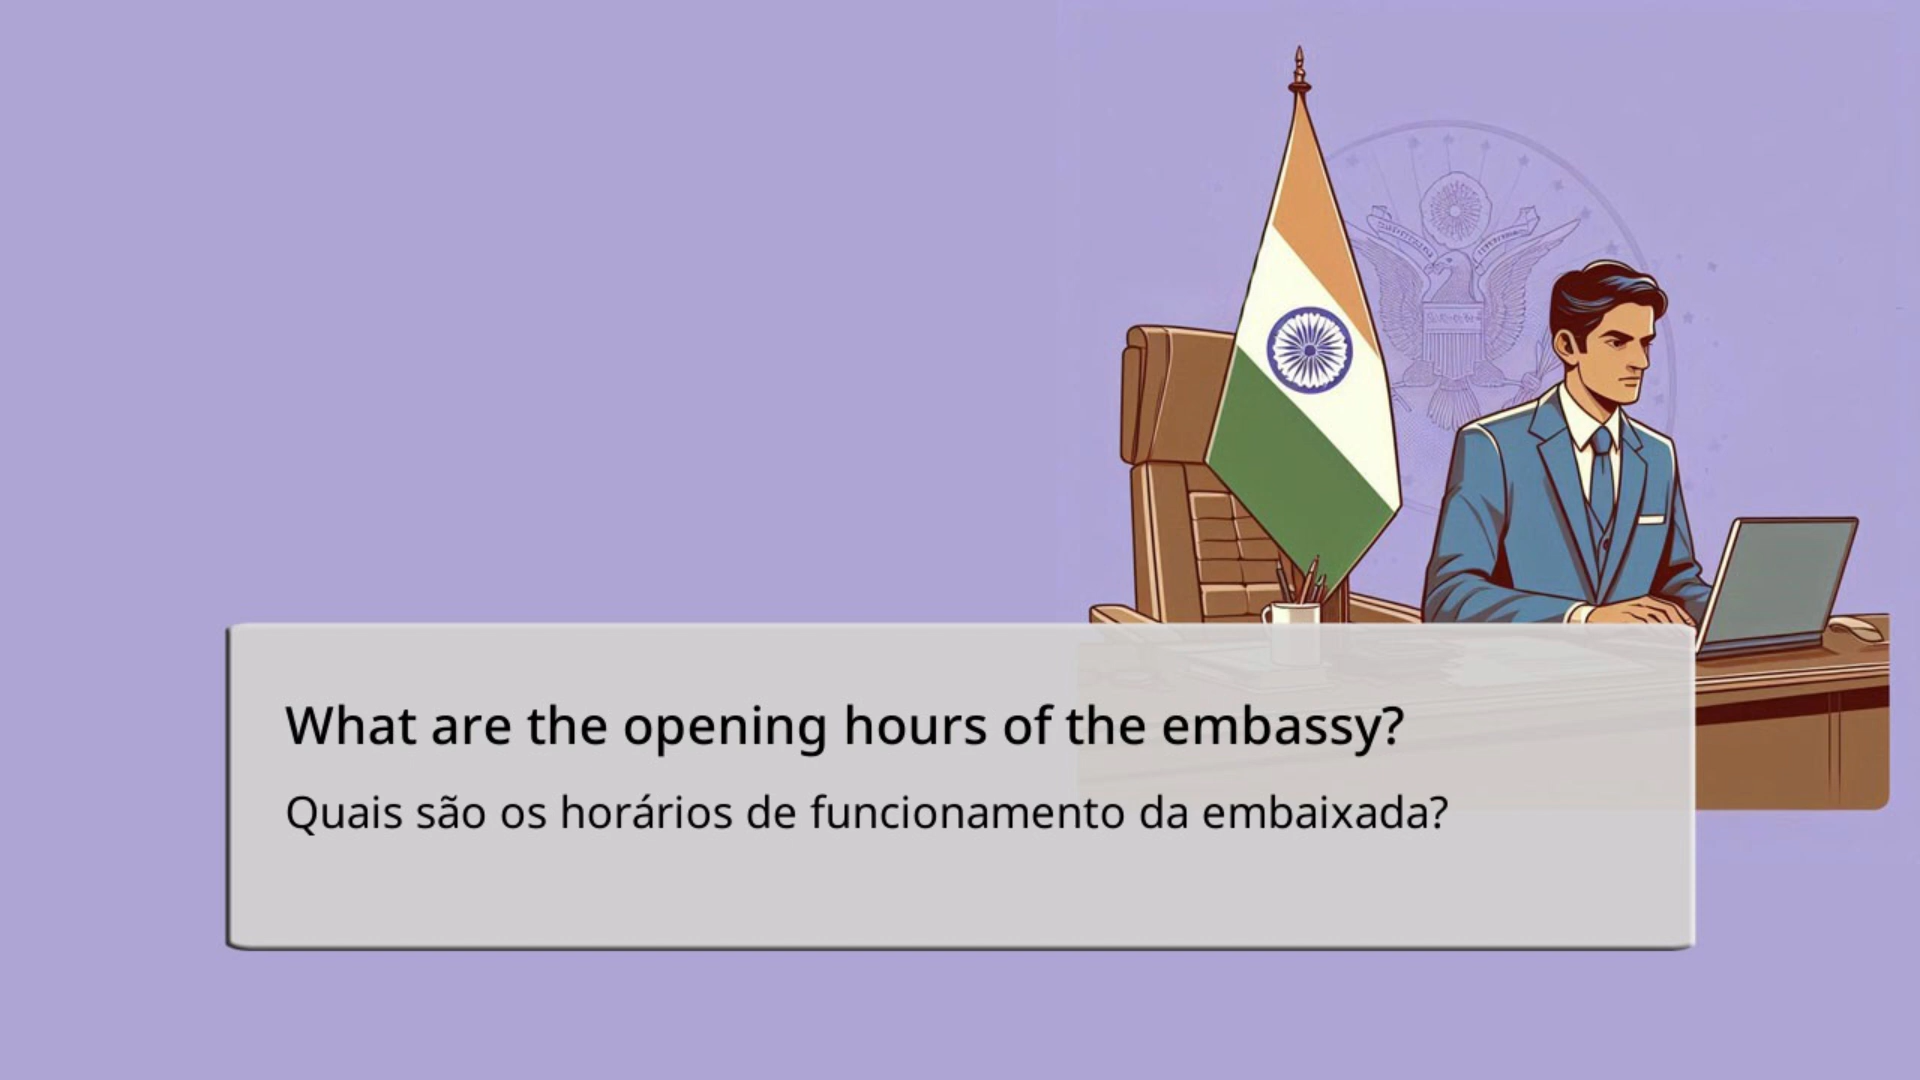 What are the opening hours of the embassy?
Quais são os horários de funcionamento da embaixada?